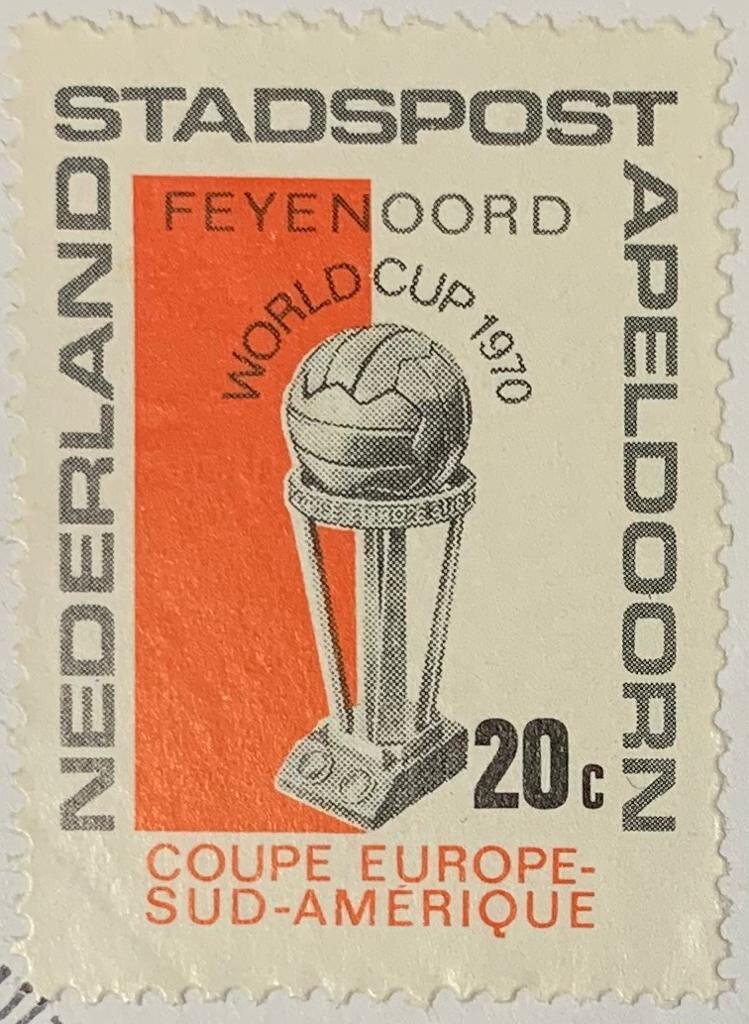 STADSPOST
NEDERLAND
APELDOORN
FEYENOORD
WORLD CUP 1970
20c
COUPE EUROPE-
SUD-AMÉRIQUE